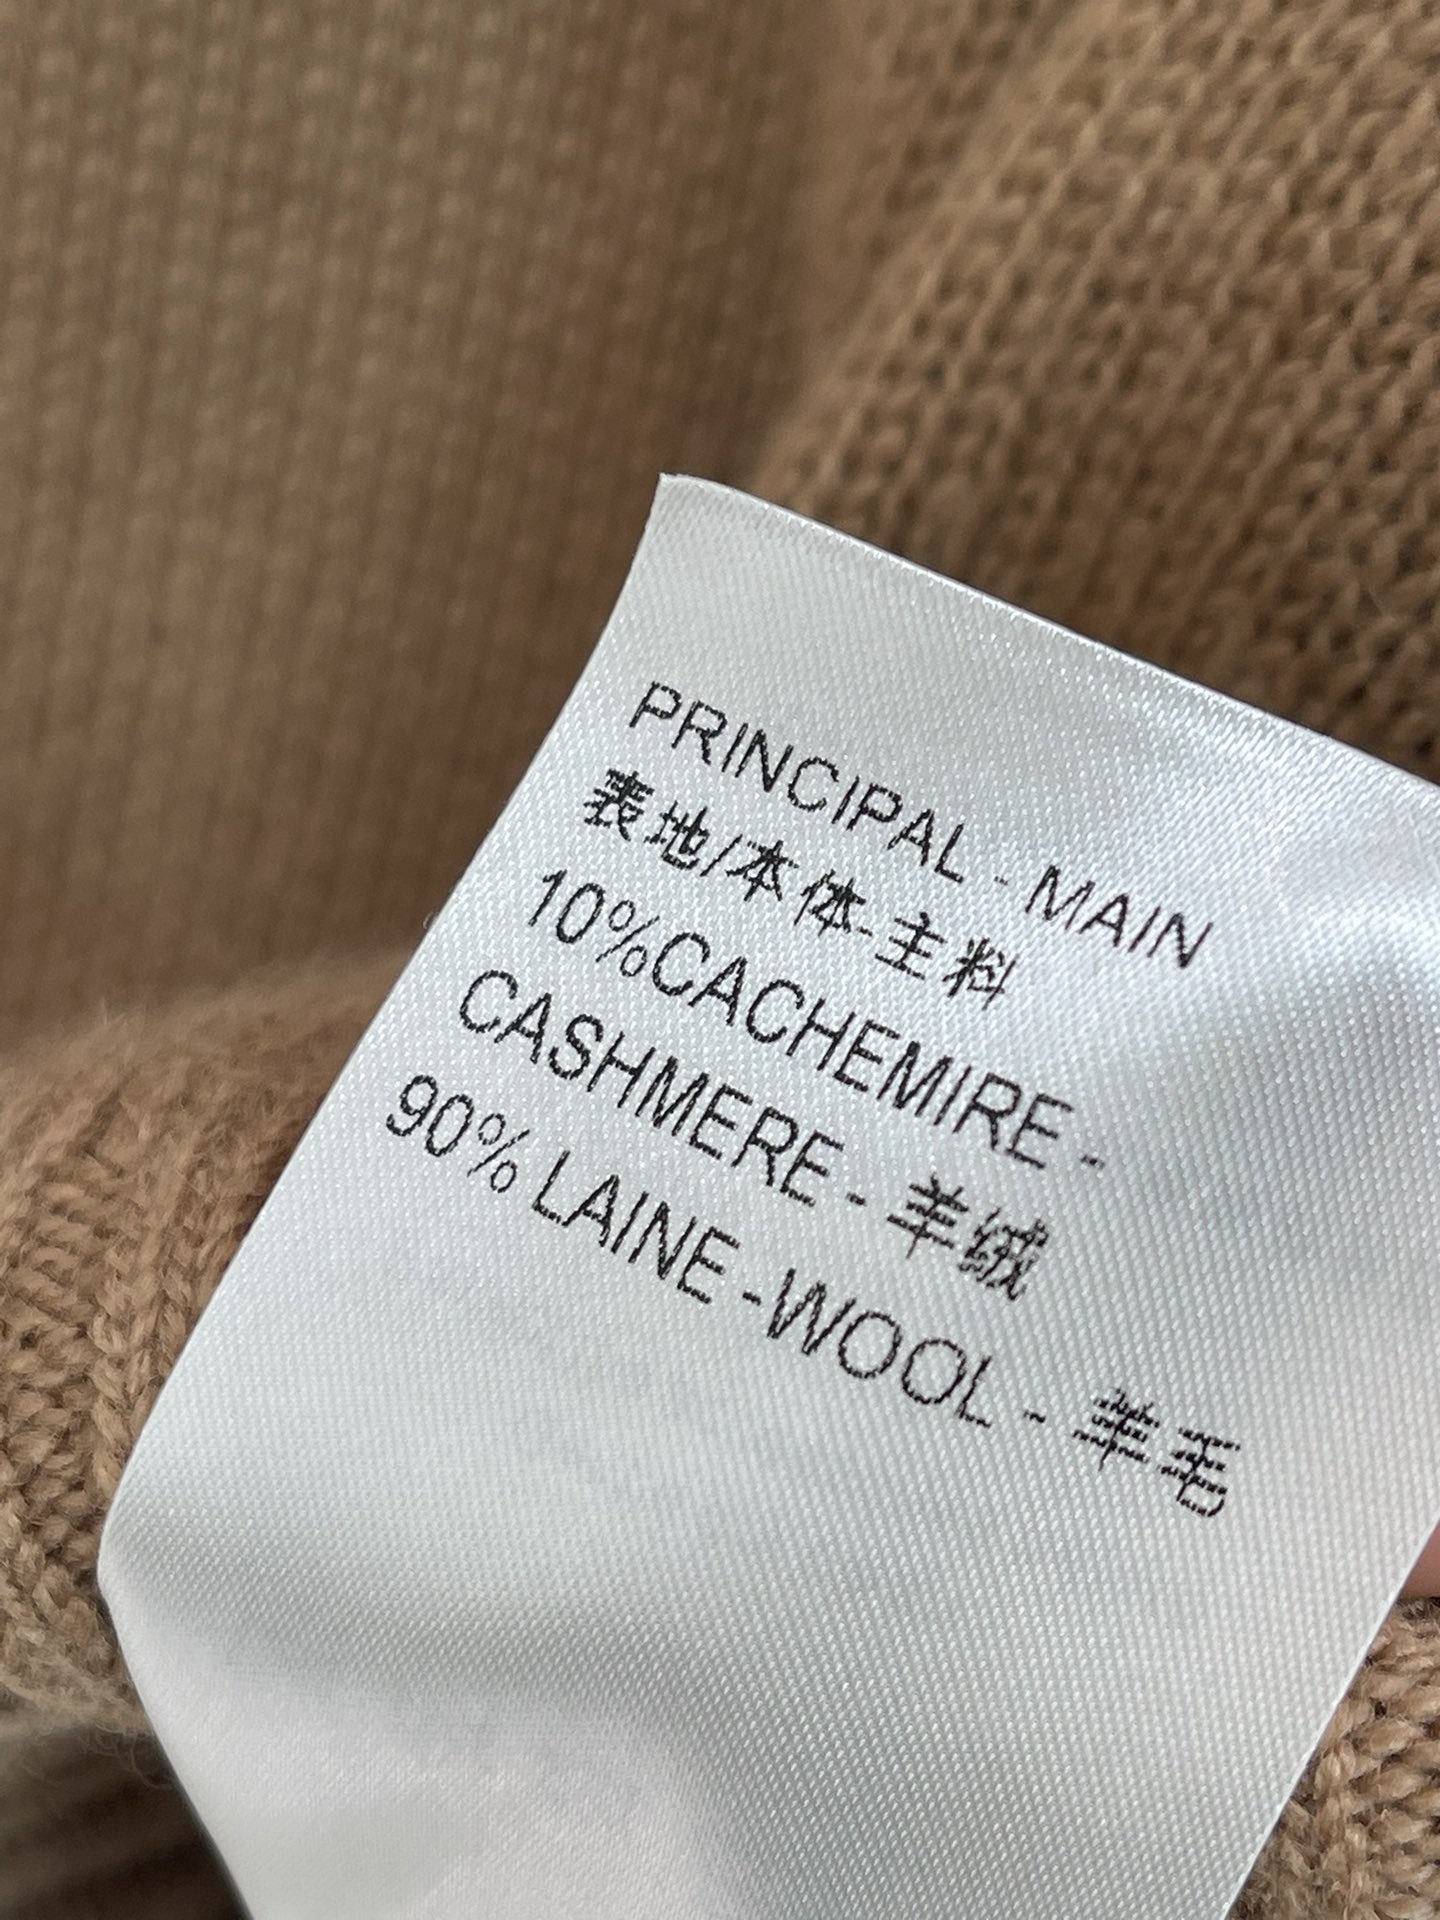 PRINCIPAL - MAIN
表地/本体-主料
10%CACHEMIRE -
CASHMERE - 羊绒
90% LAINE -WOOL - 羊毛